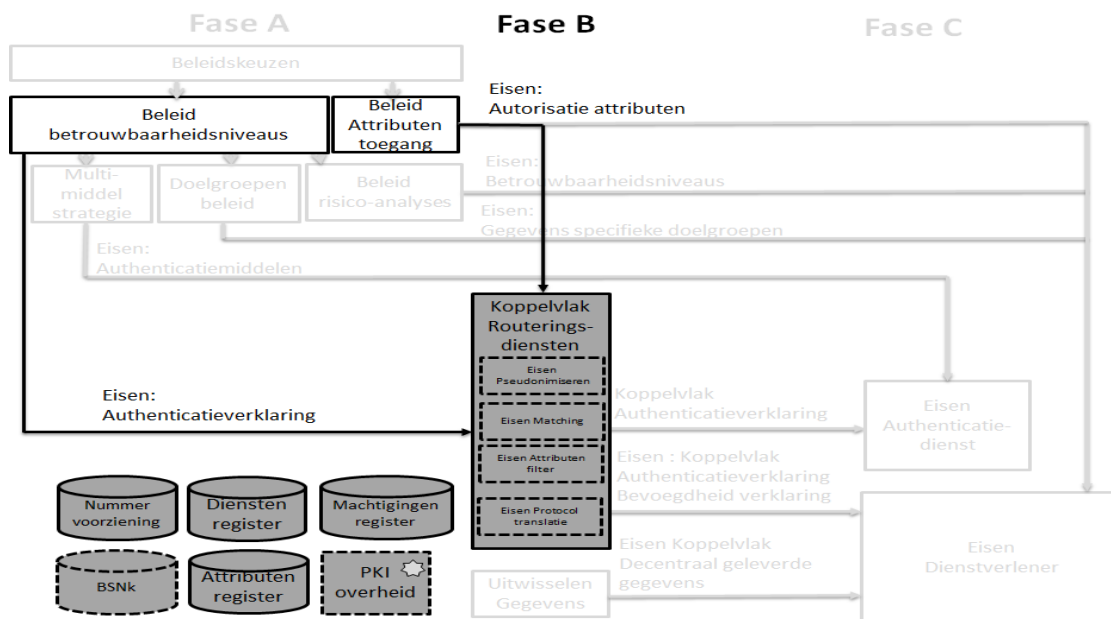 Fase A
Fase B
Fase C
Beleidskeuzen
Beleid
betrouwbaarheidsniveaus
Beleid
Attributen
toegang
Eisen:
Autorisatie attributen
Multi-
middel
strategie
Doelgroepen
beleid
Beleid
risico-analyses
Eisen:
Betrouwbaarheidsniveaus
Eisen:
Gegevens specifieke doelgroepen
Eisen:
Authenticatiemiddelen
Koppelvlak
Routerings-
diensten
Eisen
Pseudonimiseren
Eisen Matching
Eisen Attributen
filter
Eisen Protocol
translatie
Eisen:
Authenticatieverklaring
Koppelvlak
Authenticatieverklaring
Eisen
Authenticatie-
dienst
Eisen : Koppelvlak
Authenticatieverklaring
Bevoegdheid verklaring
Nummer
voorziening
Diensten
register
Machtigingen
register
BSNk
Attributen
register
PKI
overheid
Uitwisselen
Gegevens
Eisen Koppelvlak
Decentraal geleverde
gegevens
Eisen
Dienstverlener